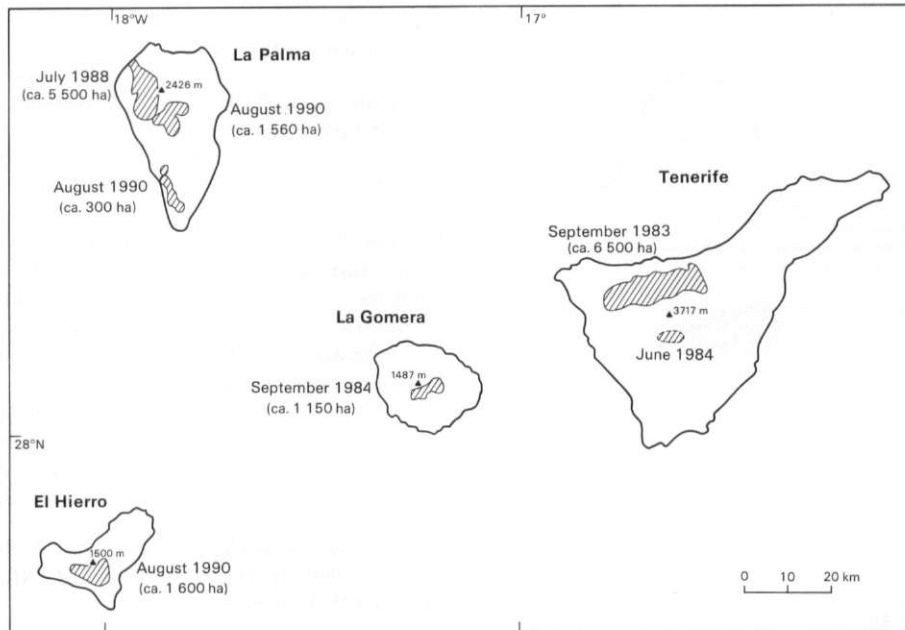 18°W
17°
La Palma
July 1988
(ca. 5 500 ha)
2426 m
August 1990
(ca. 1 560 ha)
August 1990
(ca. 300 ha)
Tenerife
September 1983
(ca. 6 500 ha)
3717 m
June 1984
La Gomera
1487 m
September 1984
(ca. 1 150 ha)
28°N
El Hierro
1500 m
August 1990
(ca. 1 600 ha)
0 10 20 km